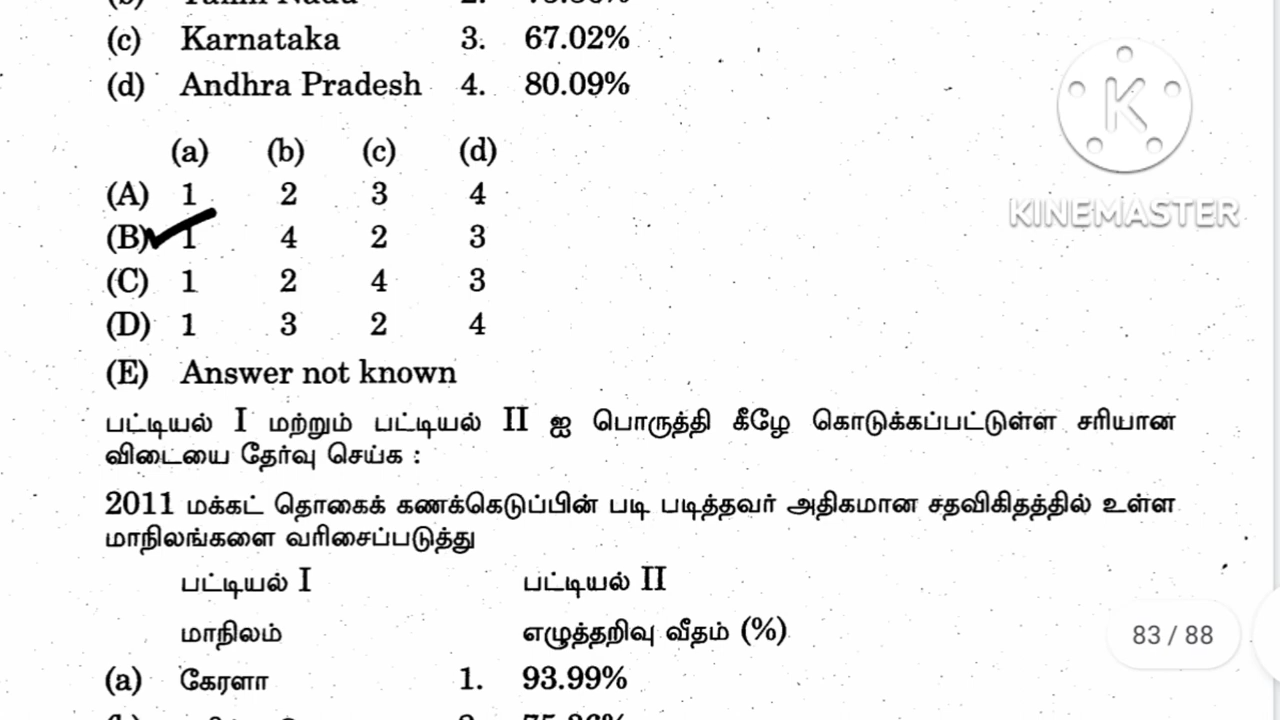 (c) Karnataka 3. 67.02%
(d) Andhra Pradesh 4. 80.09%
(a) (b) (c) (d)
(A) 1 2 3 4
(B) 1 4 2 3
(C) 1 2 4 3
(D) 1 3 2 4
(E) Answer not known
பட்டியல் I மற்றும் பட்டியல் II ஐ பொருத்தி கீழே கொடுக்கப்பட்டுள்ள சரியான
விடையை தேர்வு செய்க :
2011 மக்கட் தொகைக் கணக்கெடுப்பின் படி படித்தவர் அதிகமான சதவிகிதத்தில் உள்ள
மாநிலங்களை வரிசைப்படுத்து
பட்டியல் I பட்டியல் II
மாநிலம் எழுத்தறிவு வீதம் (%)
(a) கேரளா 1. 93.99%
K
KINEMASTER
83 / 88